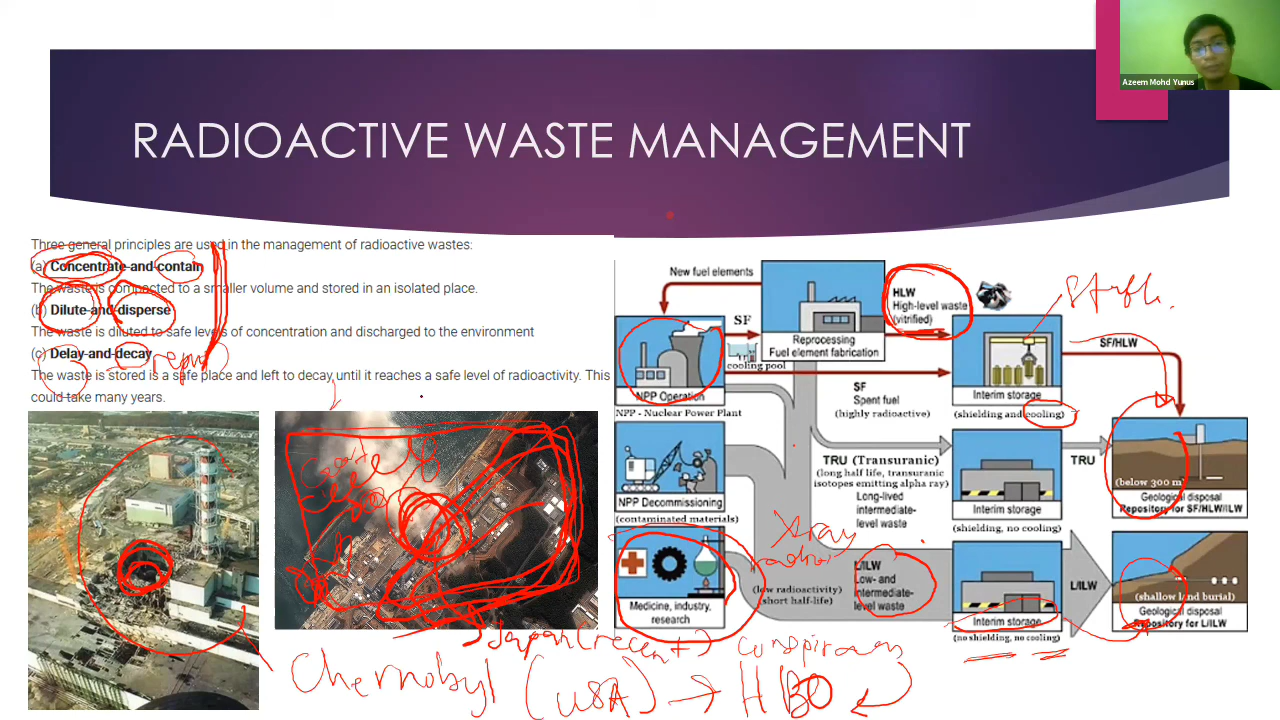 Azeem Mohd Yunus
RADIOACTIVE WASTE MANAGEMENT
Three general principles are used in the management of radioactive wastes:
(a) Concentrate-and-contain
The waste is compacted to a smaller volume and stored in an isolated place.
(b) Dilute-and-disperse
The waste is diluted to safe levels of concentration and discharged to the environment
(c) Delay-and-decay
The waste is stored is a safe place and left to decay until it reaches a safe level of radioactivity. This
could take many years.
New fuel elements
SF
cooling pool
NPP Operation
NPP - Nuclear Power Plant
Reprocessing
Fuel element fabrication
HLW
High-level waste
(vitrified)
SF
Spent fuel
(highly radioactive)
Interim storage
(shielding and cooling)
SF/HLW
(below 300 m)
Geological disposal
Repository for SF/HLW/ILW
NPP Decommissioning
(contaminated materials)
TRU (Transuranic)
(long half life, transuranic
isotopes emitting alpha ray)
Long-lived
intermediate-
level waste
Interim storage
(shielding, no cooling)
TRU
Medicine, industry,
research
(low radioactivity)
(short half-life)
L/ILW
Low- and
intermediate-
level waste
Interim storage
(no shielding, no cooling)
L/ILW
(shallow land burial)
Geological disposal
Repository for L/ILW
Xray
Japan (recent)
Chernobyl (USA) → HBO